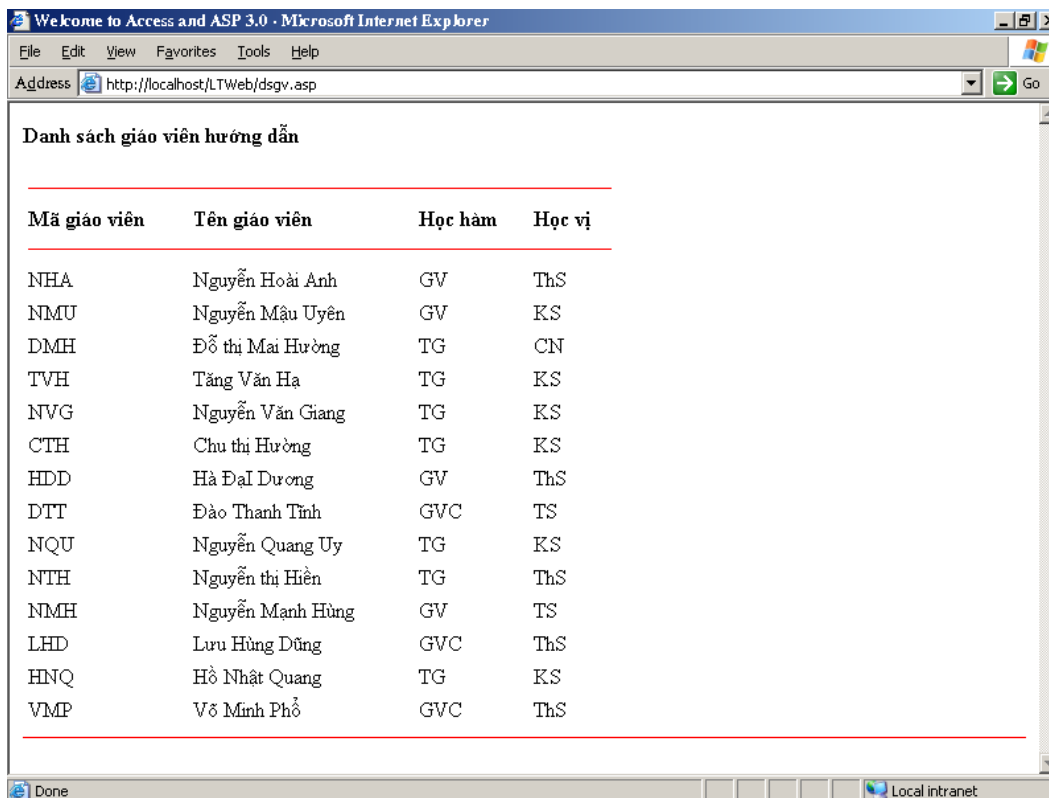 Welcome to Access and ASP 3.0 - Microsoft Internet Explorer
File Edit View Favorites Tools Help
Address http://localhost/LTWeb/dsgv.asp Go
Danh sách giáo viên hướng dẫn
Mã giáo viên Tên giáo viên Học hàm Học vị
NHA Nguyễn Hoài Anh GV ThS
NMU Nguyễn Mậu Uyên GV KS
DMH Đỗ thị Mai Hường TG CN
TVH Tăng Văn Hạ TG KS
NVG Nguyễn Văn Giang TG KS
CTH Chu thị Hường TG KS
HDD Hà ĐạI Dương GV ThS
DTT Đào Thanh Tĩnh GVC TS
NQU Nguyễn Quang Uy TG KS
NTH Nguyễn thị Hiền TG ThS
NMH Nguyễn Mạnh Hùng GV TS
LHD Lưu Hùng Dũng GVC ThS
HNQ Hồ Nhật Quang TG KS
VMP Võ Minh Phổ GVC ThS
Done Local intranet